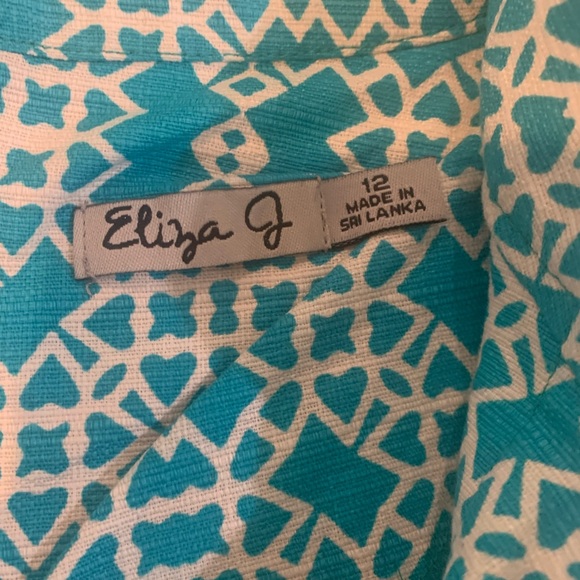 Eliza J
12
MADE IN
SRI LANKA